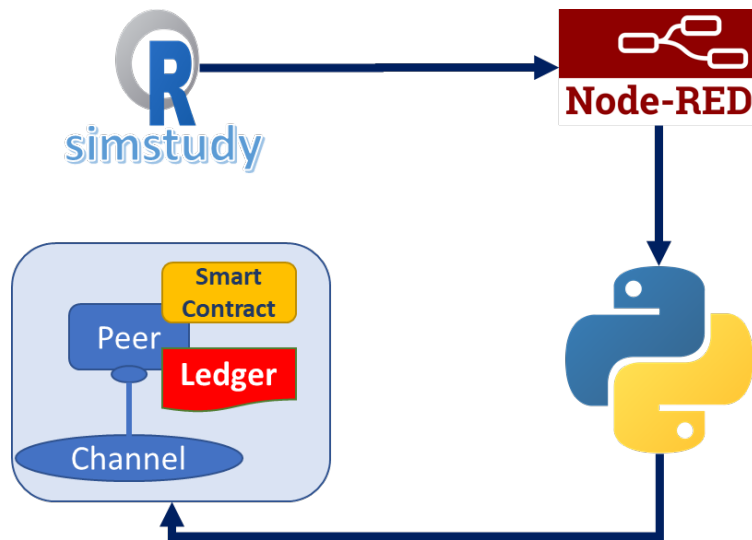 R
simstudy
Node-RED
Smart
Contract
Peer
Ledger
Channel